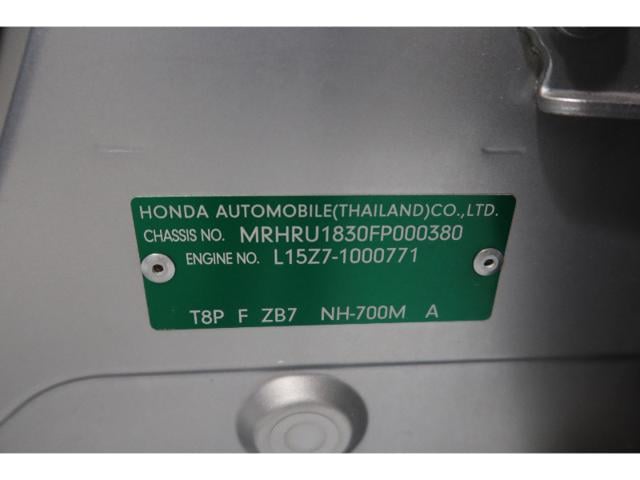 HONDA AUTOMOBILE(THAILAND)CO.,LTD.
CHASSIS NO. MRHRU1830FP000380
ENGINE NO. L15Z7-1000771
T8P F ZB7 NH-700M A